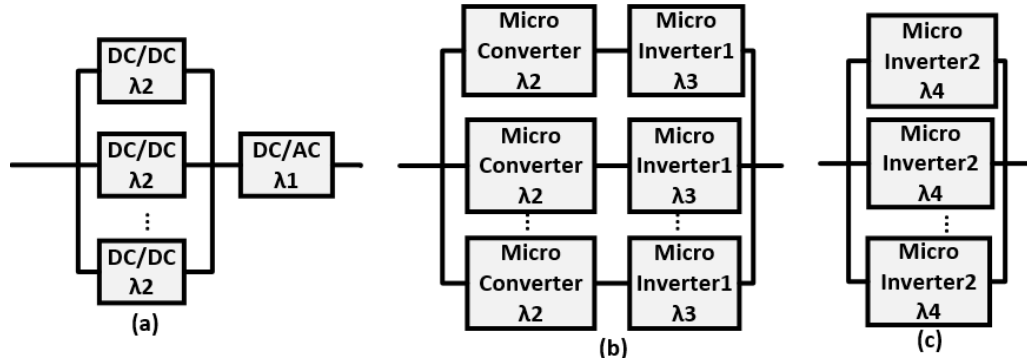 DC/DC
λ2
DC/DC
λ2
⋮
DC/DC
λ2
DC/AC
λ1
(a)
Micro
Converter
λ2
Micro
Inverter1
λ3
Micro
Converter
λ2
Micro
Inverter1
λ3
⋮
⋮
Micro
Converter
λ2
Micro
Inverter1
λ3
(b)
Micro
Inverter2
λ4
Micro
Inverter2
λ4
⋮
Micro
Inverter2
λ4
(c)